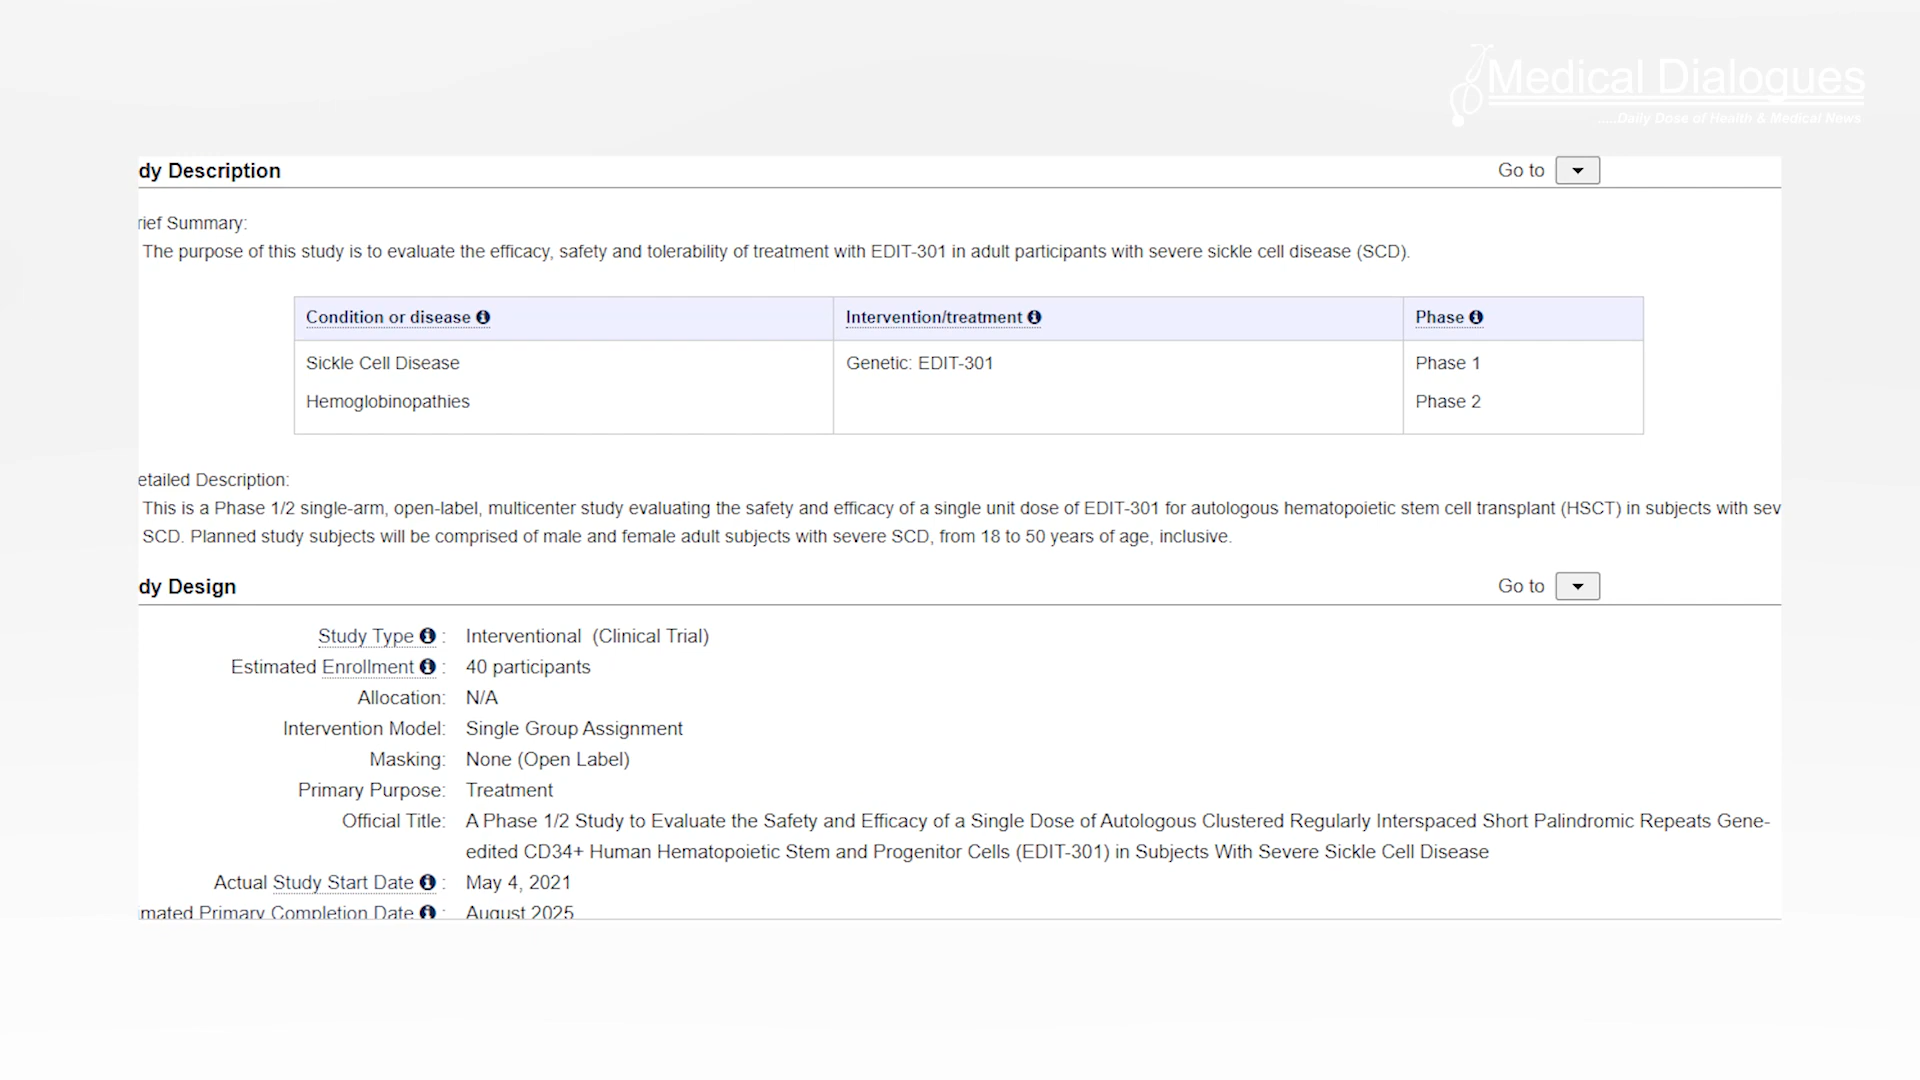 Medical Dialogues
.....Daily Dose of Health & Medical News
dy Description
Go to
rief Summary:
The purpose of this study is to evaluate the efficacy, safety and tolerability of treatment with EDIT-301 in adult participants with severe sickle cell disease (SCD).
Condition or disease
Intervention/treatment
Phase
Sickle Cell Disease
Genetic: EDIT-301
Phase 1
Hemoglobinopathies
Phase 2
etailed Description:
This is a Phase 1/2 single-arm, open-label, multicenter study evaluating the safety and efficacy of a single unit dose of EDIT-301 for autologous hematopoietic stem cell transplant (HSCT) in subjects with sev
SCD. Planned study subjects will be comprised of male and female adult subjects with severe SCD, from 18 to 50 years of age, inclusive.
dy Design
Go to
Study Type : Interventional (Clinical Trial)
Estimated Enrollment : 40 participants
Allocation: N/A
Intervention Model: Single Group Assignment
Masking: None (Open Label)
Primary Purpose: Treatment
Official Title: A Phase 1/2 Study to Evaluate the Safety and Efficacy of a Single Dose of Autologous Clustered Regularly Interspaced Short Palindromic Repeats Gene-
edited CD34+ Human Hematopoietic Stem and Progenitor Cells (EDIT-301) in Subjects With Severe Sickle Cell Disease
Actual Study Start Date : May 4, 2021
mated Primary Completion Date : August 2025